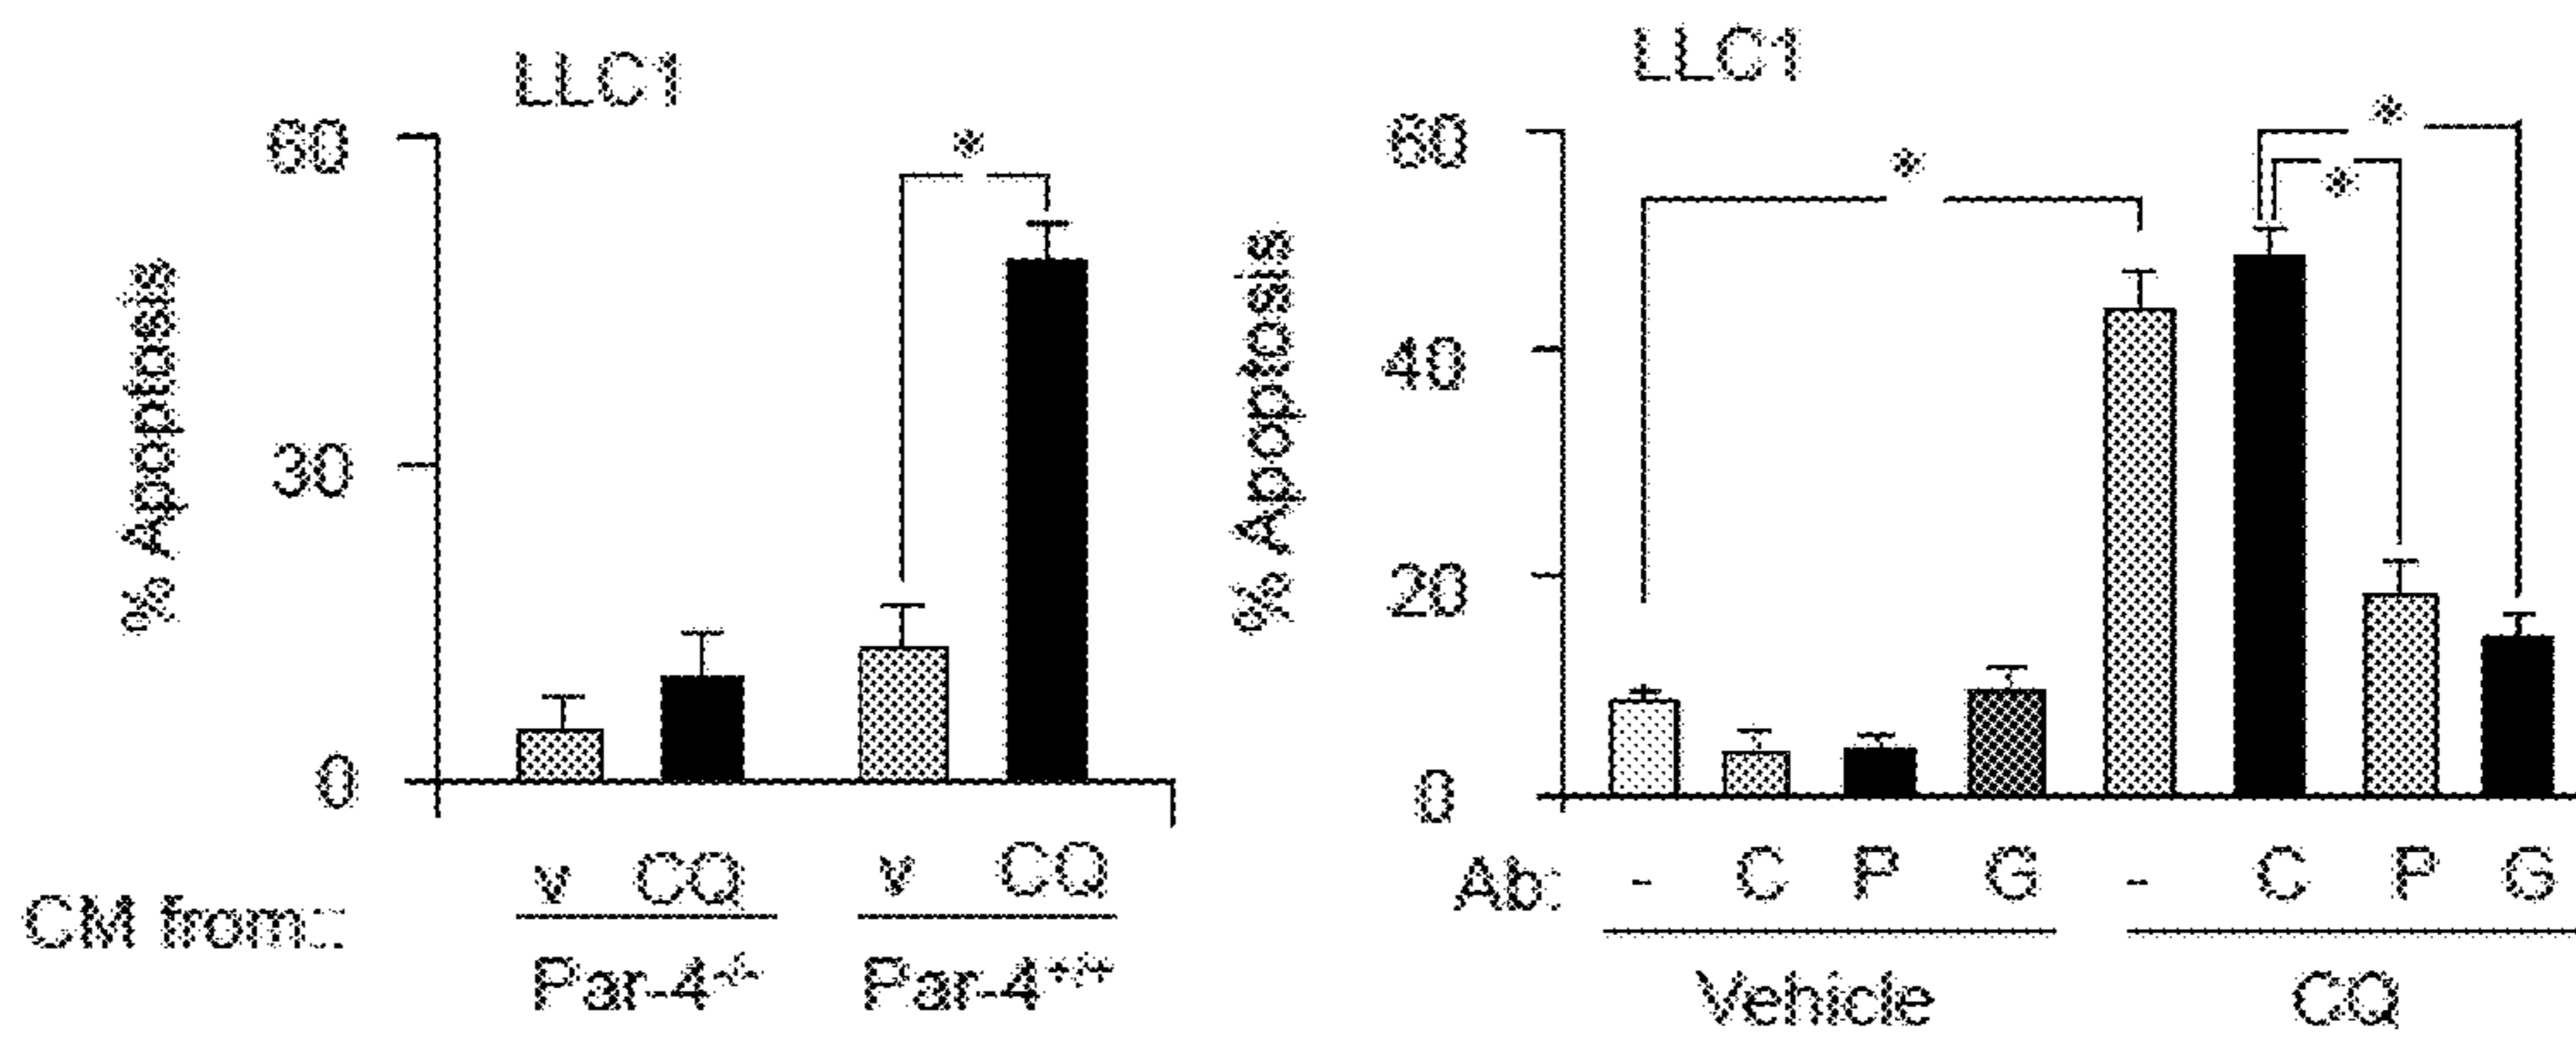 LLC1
60
*
30
0
% Apoptosis
v CQ v CQ
CM from::
Par-4-/- Par-4+/+
LLC1
60
*
*
*
40
20
0
% Apoptosis
Ab: - C P G - C P G
Vehicle CQ